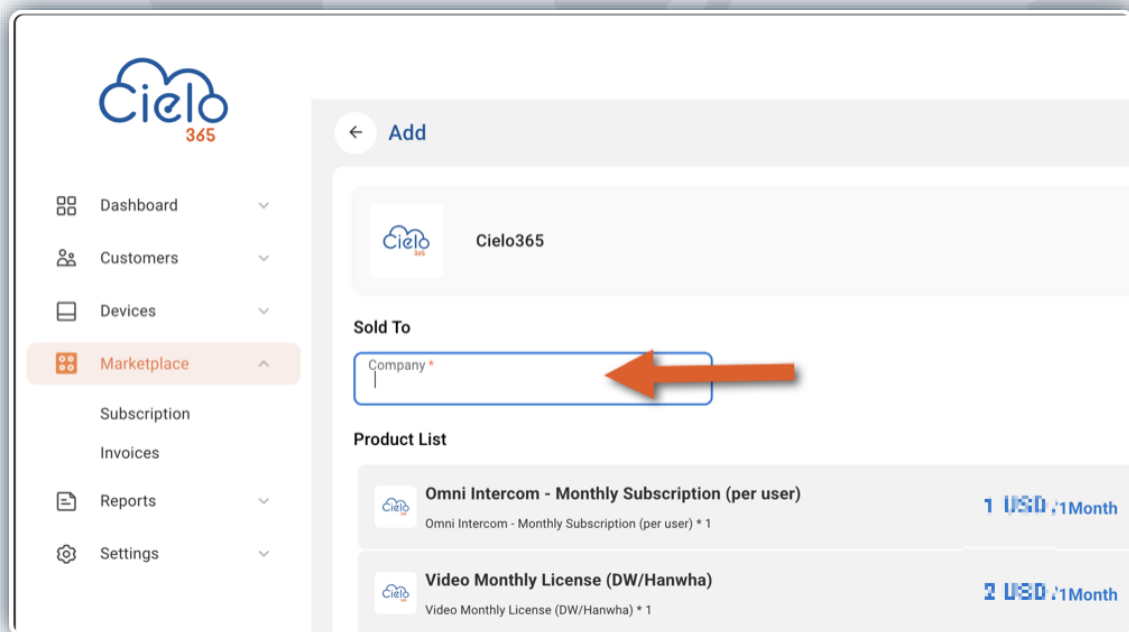 Cielo
365
Dashboard
Customers
Devices
Marketplace
Subscription
Invoices
Reports
Settings
Add
Cielo
365
Cielo365
Sold To
Company *
Product List
Cielo
Omni Intercom - Monthly Subscription (per user)
Omni Intercom - Monthly Subscription (per user) * 1
1 USD /1Month
Cielo
Video Monthly License (DW/Hanwha)
Video Monthly License (DW/Hanwha) * 1
2 USD /1Month